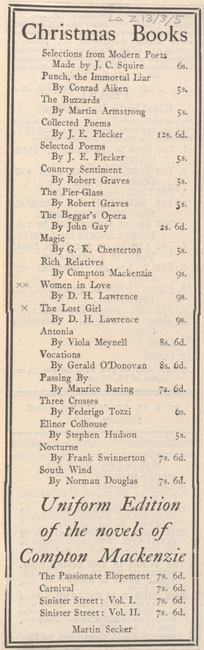 La Z 13/3/5
Christmas Books
Selections from Modern Poets
Made by J. C. Squire 6s.
Punch, the Immortal Liar
By Conrad Aiken 5s.
The Buzzards
By Martin Armstrong 5s.
Collected Poems
By J. E. Flecker 12s. 6d.
Selected Poems
By J. E. Flecker 5s.
Country Sentiment
By Robert Graves 5s.
The Pier-Glass
By Robert Graves 5s.
The Beggar's Opera
By John Gay 2s. 6d.
Magic
By G. K. Chesterton 5s.
Rich Relatives
By Compton Mackenzie 9s.
×× Women in Love
By D. H. Lawrence 9s.
× The Lost Girl
By D. H. Lawrence 9s.
Antonia
By Viola Meynell 8s. 6d.
Vocations
By Gerald O'Donovan 8s. 6d.
Passing By
By Maurice Baring 7s. 6d.
Three Crosses
By Federigo Tozzi 6s.
Elinor Colhouse
By Stephen Hudson 5s.
Nocturne
By Frank Swinnerton 7s. 6d.
South Wind
By Norman Douglas 7s. 6d.
Uniform Edition
of the novels of
Compton Mackenzie
The Passionate Elopement 7s. 6d.
Carnival 7s. 6d.
Sinister Street: Vol. I. 7s. 6d.
Sinister Street: Vol. II. 7s. 6d.
Martin Secker